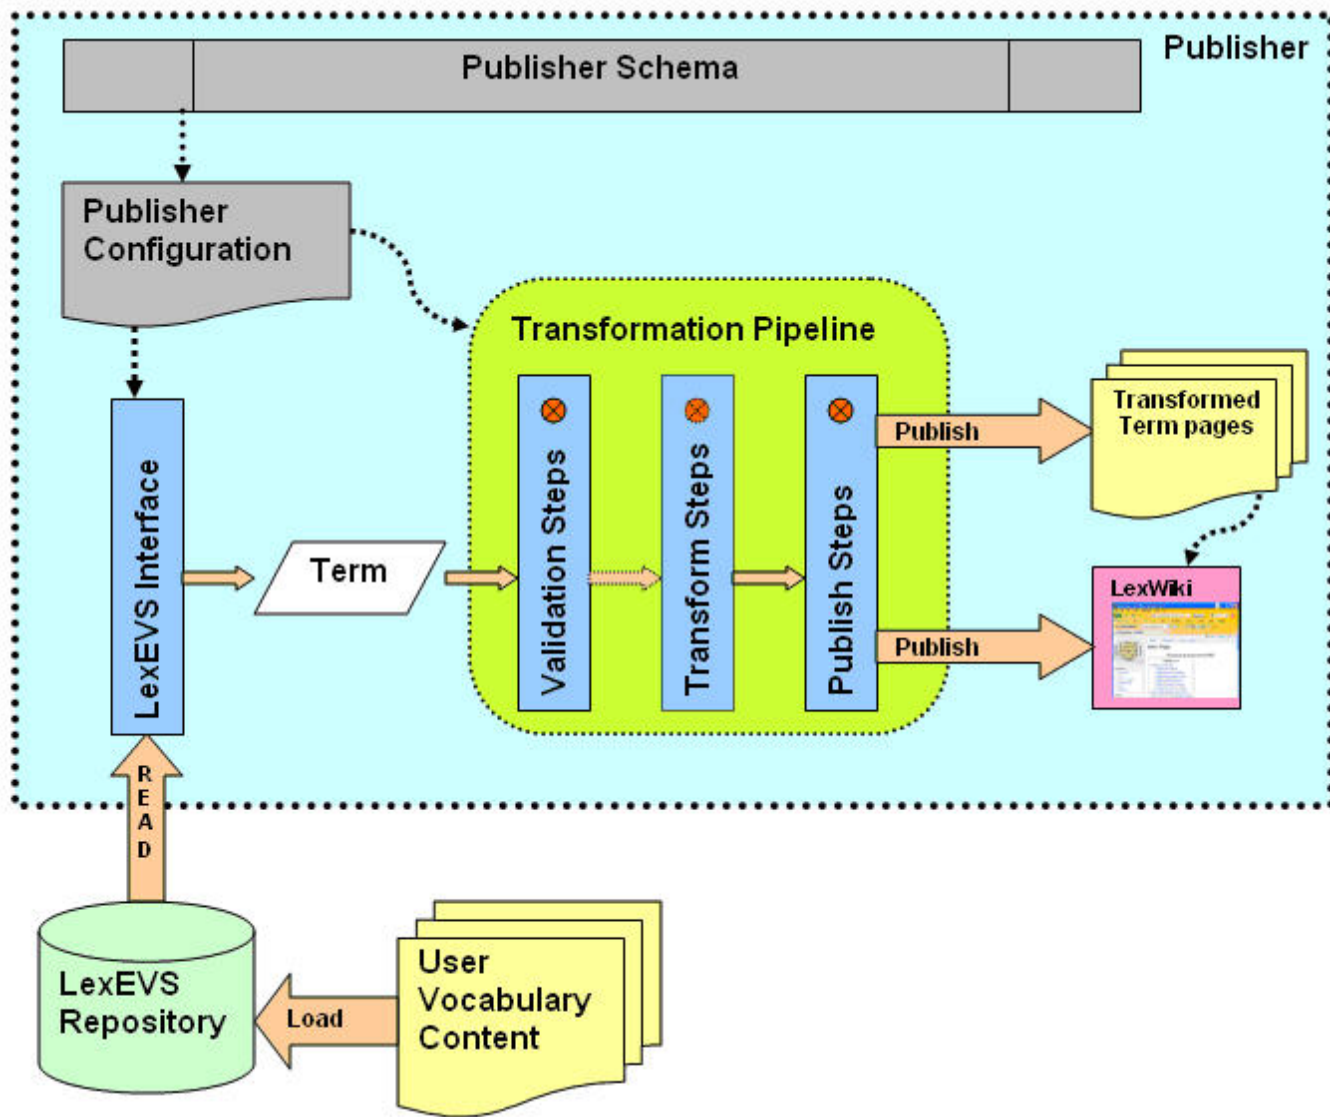 Publisher
Publisher Schema
Publisher
Configuration
Transformation Pipeline
LexEVS Interface
Term
Validation Steps
Transform Steps
Publish Steps
Publish
Transformed
Term pages
Publish
LexWiki
READ
LexEVS
Repository
Load
User
Vocabulary
Content